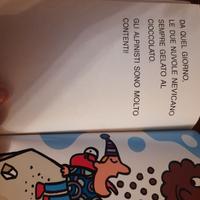 DA QUEL GIORNO,
LE DUE NUVOLE NEVICANO
SEMPRE GELATO AL
CIOCCOLATO.
GLI ALPINISTI SONO MOLTO
CONTENTI!